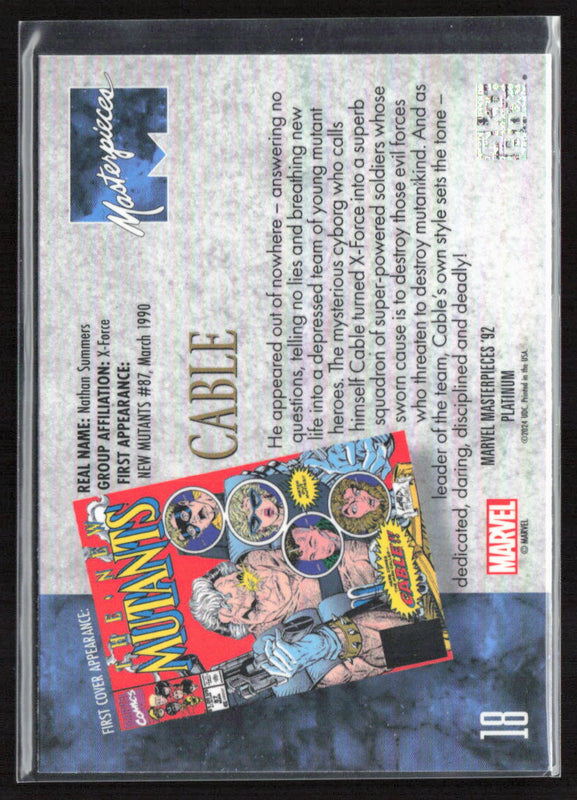 Masterpieces
FIRST COVER APPEARANCE:
THE NEW
MUTANTS
comics
87
CABLE!!
REAL NAME: Nathan Summers
GROUP AFFILIATION: X-Force
FIRST APPEARANCE:
NEW MUTANTS #87, March 1990
CABLE
He appeared out of nowhere – answering no
questions, telling no lies and breathing new
life into a depressed team of young mutant
heroes. The mysterious cyborg who calls
himself Cable turned X-Force into a superb
squadron of super-powered soldiers whose
sworn cause is to destroy those evil forces
who threaten to destroy mutankind. And as
leader of the team, Cable's own style sets the tone –
dedicated, daring, disciplined and deadly!
MARVEL
© MARVEL
MARVEL MASTERPIECES '92
PLATINUM
©2024 UDC. Printed in the USA.
18